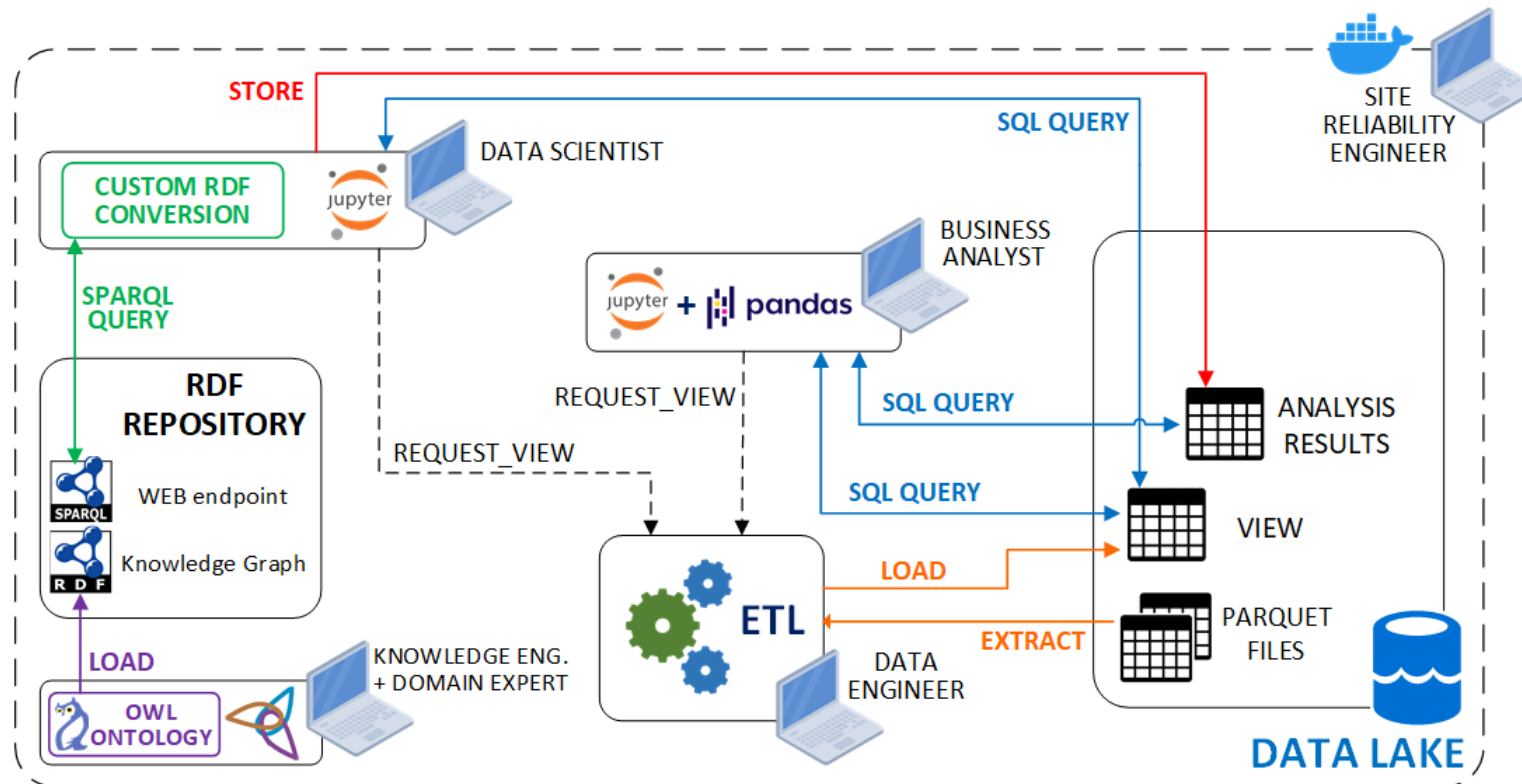 STORE
SQL QUERY
SITE
RELIABILITY
ENGINEER
DATA SCIENTIST
CUSTOM RDF
CONVERSION
jupyter
BUSINESS
ANALYST
jupyter + pandas
SPARQL
QUERY
RDF
REPOSITORY
REQUEST_VIEW
SQL QUERY
ANALYSIS
RESULTS
REQUEST_VIEW
SPARQL
WEB endpoint
SQL QUERY
VIEW
RDF
Knowledge Graph
LOAD
ETL
EXTRACT
PARQUET
FILES
LOAD
KNOWLEDGE ENG.
+ DOMAIN EXPERT
DATA
ENGINEER
OWL
ONTOLOGY
DATA LAKE